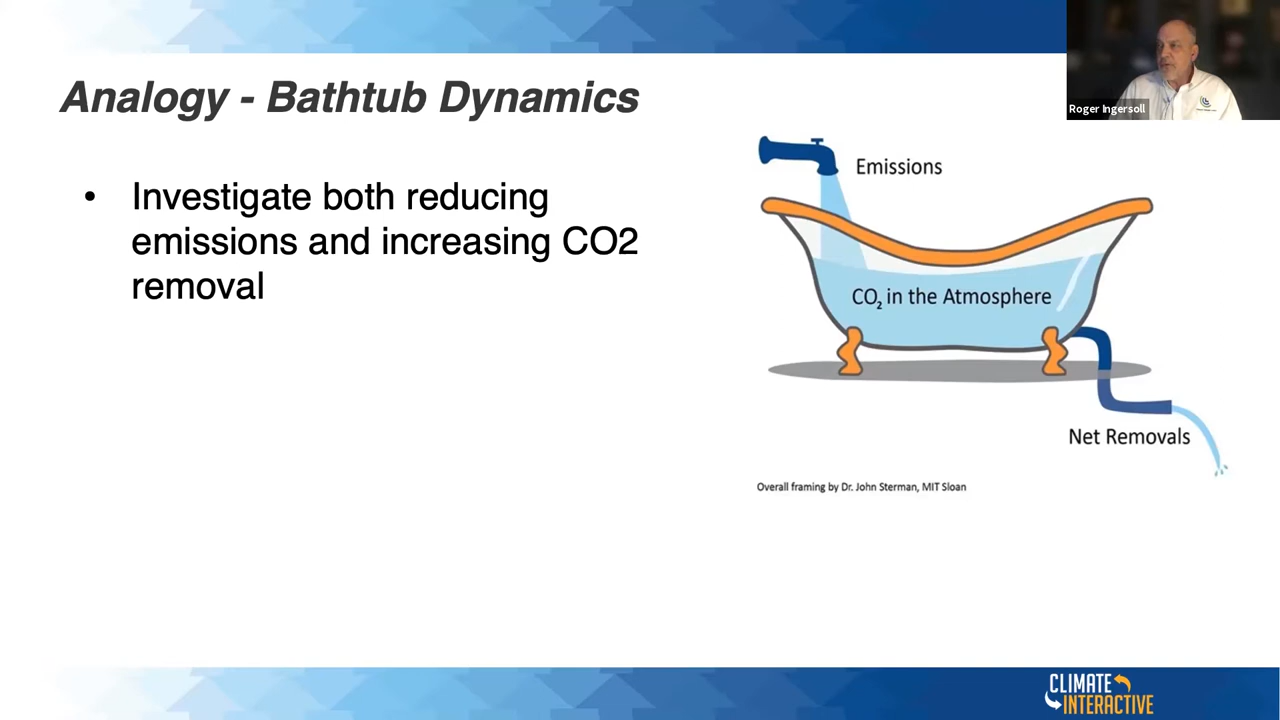 Analogy - Bathtub Dynamics
Roger Ingersoll
• Investigate both reducing
emissions and increasing CO2
removal
Emissions
CO₂ in the Atmosphere
Net Removals
Overall framing by Dr. John Sterman, MIT Sloan
CLIMATE
INTERACTIVE